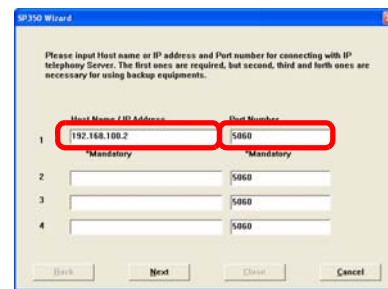 SP350 Wizard
Please input Host name or IP address and Port number for connecting with IP
telephony Server. The first ones are required, but second, third and forth ones are
necessary for using backup equipments.
Host Name / IP Address Port Number
1 192.168.100.2 5060
*Mandatory *Mandatory
2 5060
3 5060
4 5060
Back Next Close Cancel